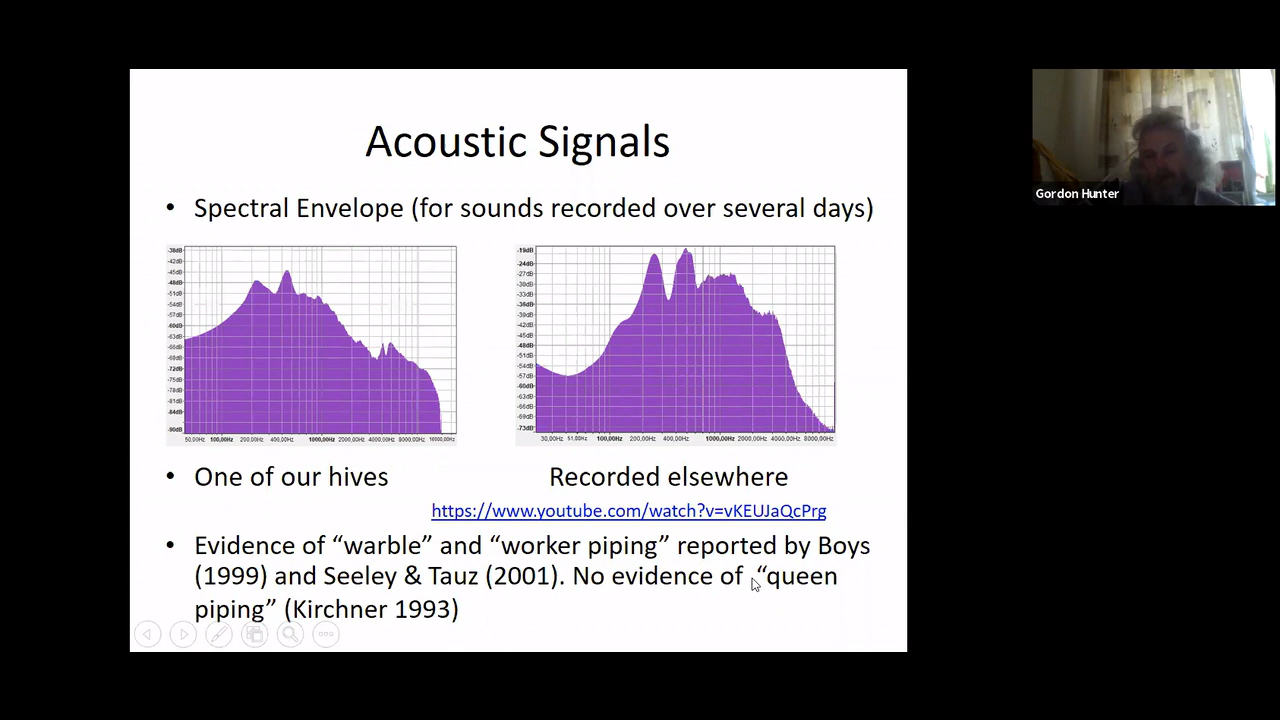 Acoustic Signals
• Spectral Envelope (for sounds recorded over several days)
• One of our hives Recorded elsewhere
https://www.youtube.com/watch?v=vKEUJaQcPrg
• Evidence of “warble” and “worker piping” reported by Boys
(1999) and Seeley & Tauz (2001). No evidence of “queen
piping” (Kirchner 1993)
Gordon Hunter